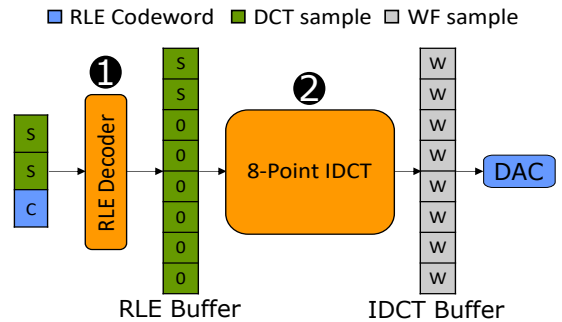 RLE Codeword DCT sample WF sample
1
2
S
S
C
RLE Decoder
S
S
0
0
0
0
0
0
8-Point IDCT
W
W
W
W
W
W
W
W
DAC
RLE Buffer
IDCT Buffer